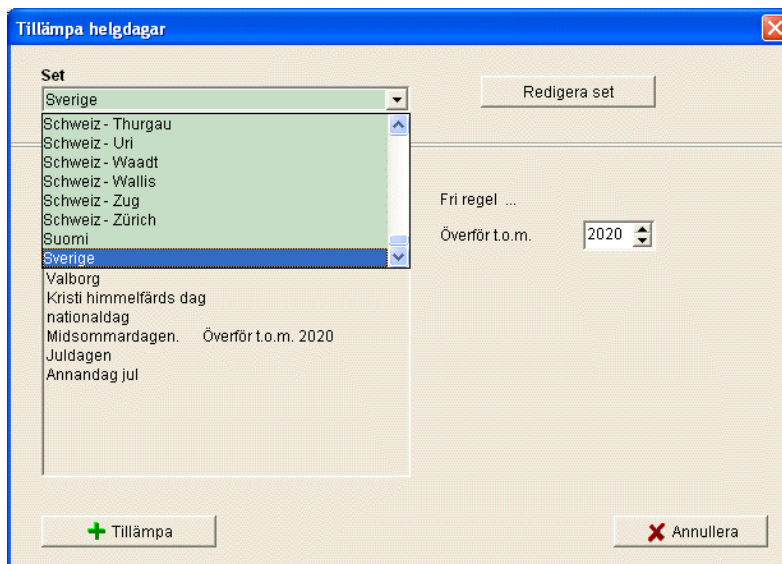 Tillämpa helgdagar
Set
Sverige
Redigera set
Schweiz - Thurgau
Schweiz - Uri
Schweiz - Waadt
Schweiz - Wallis
Schweiz - Zug
Schweiz - Zürich
Suomi
Sverige
Fri regel ...
Överför t.o.m. 2020
Valborg
Kristi himmelfärds dag
nationaldag
Midsommardagen. Överför t.o.m. 2020
Juldagen
Annandag jul
Tillämpa
Annullera